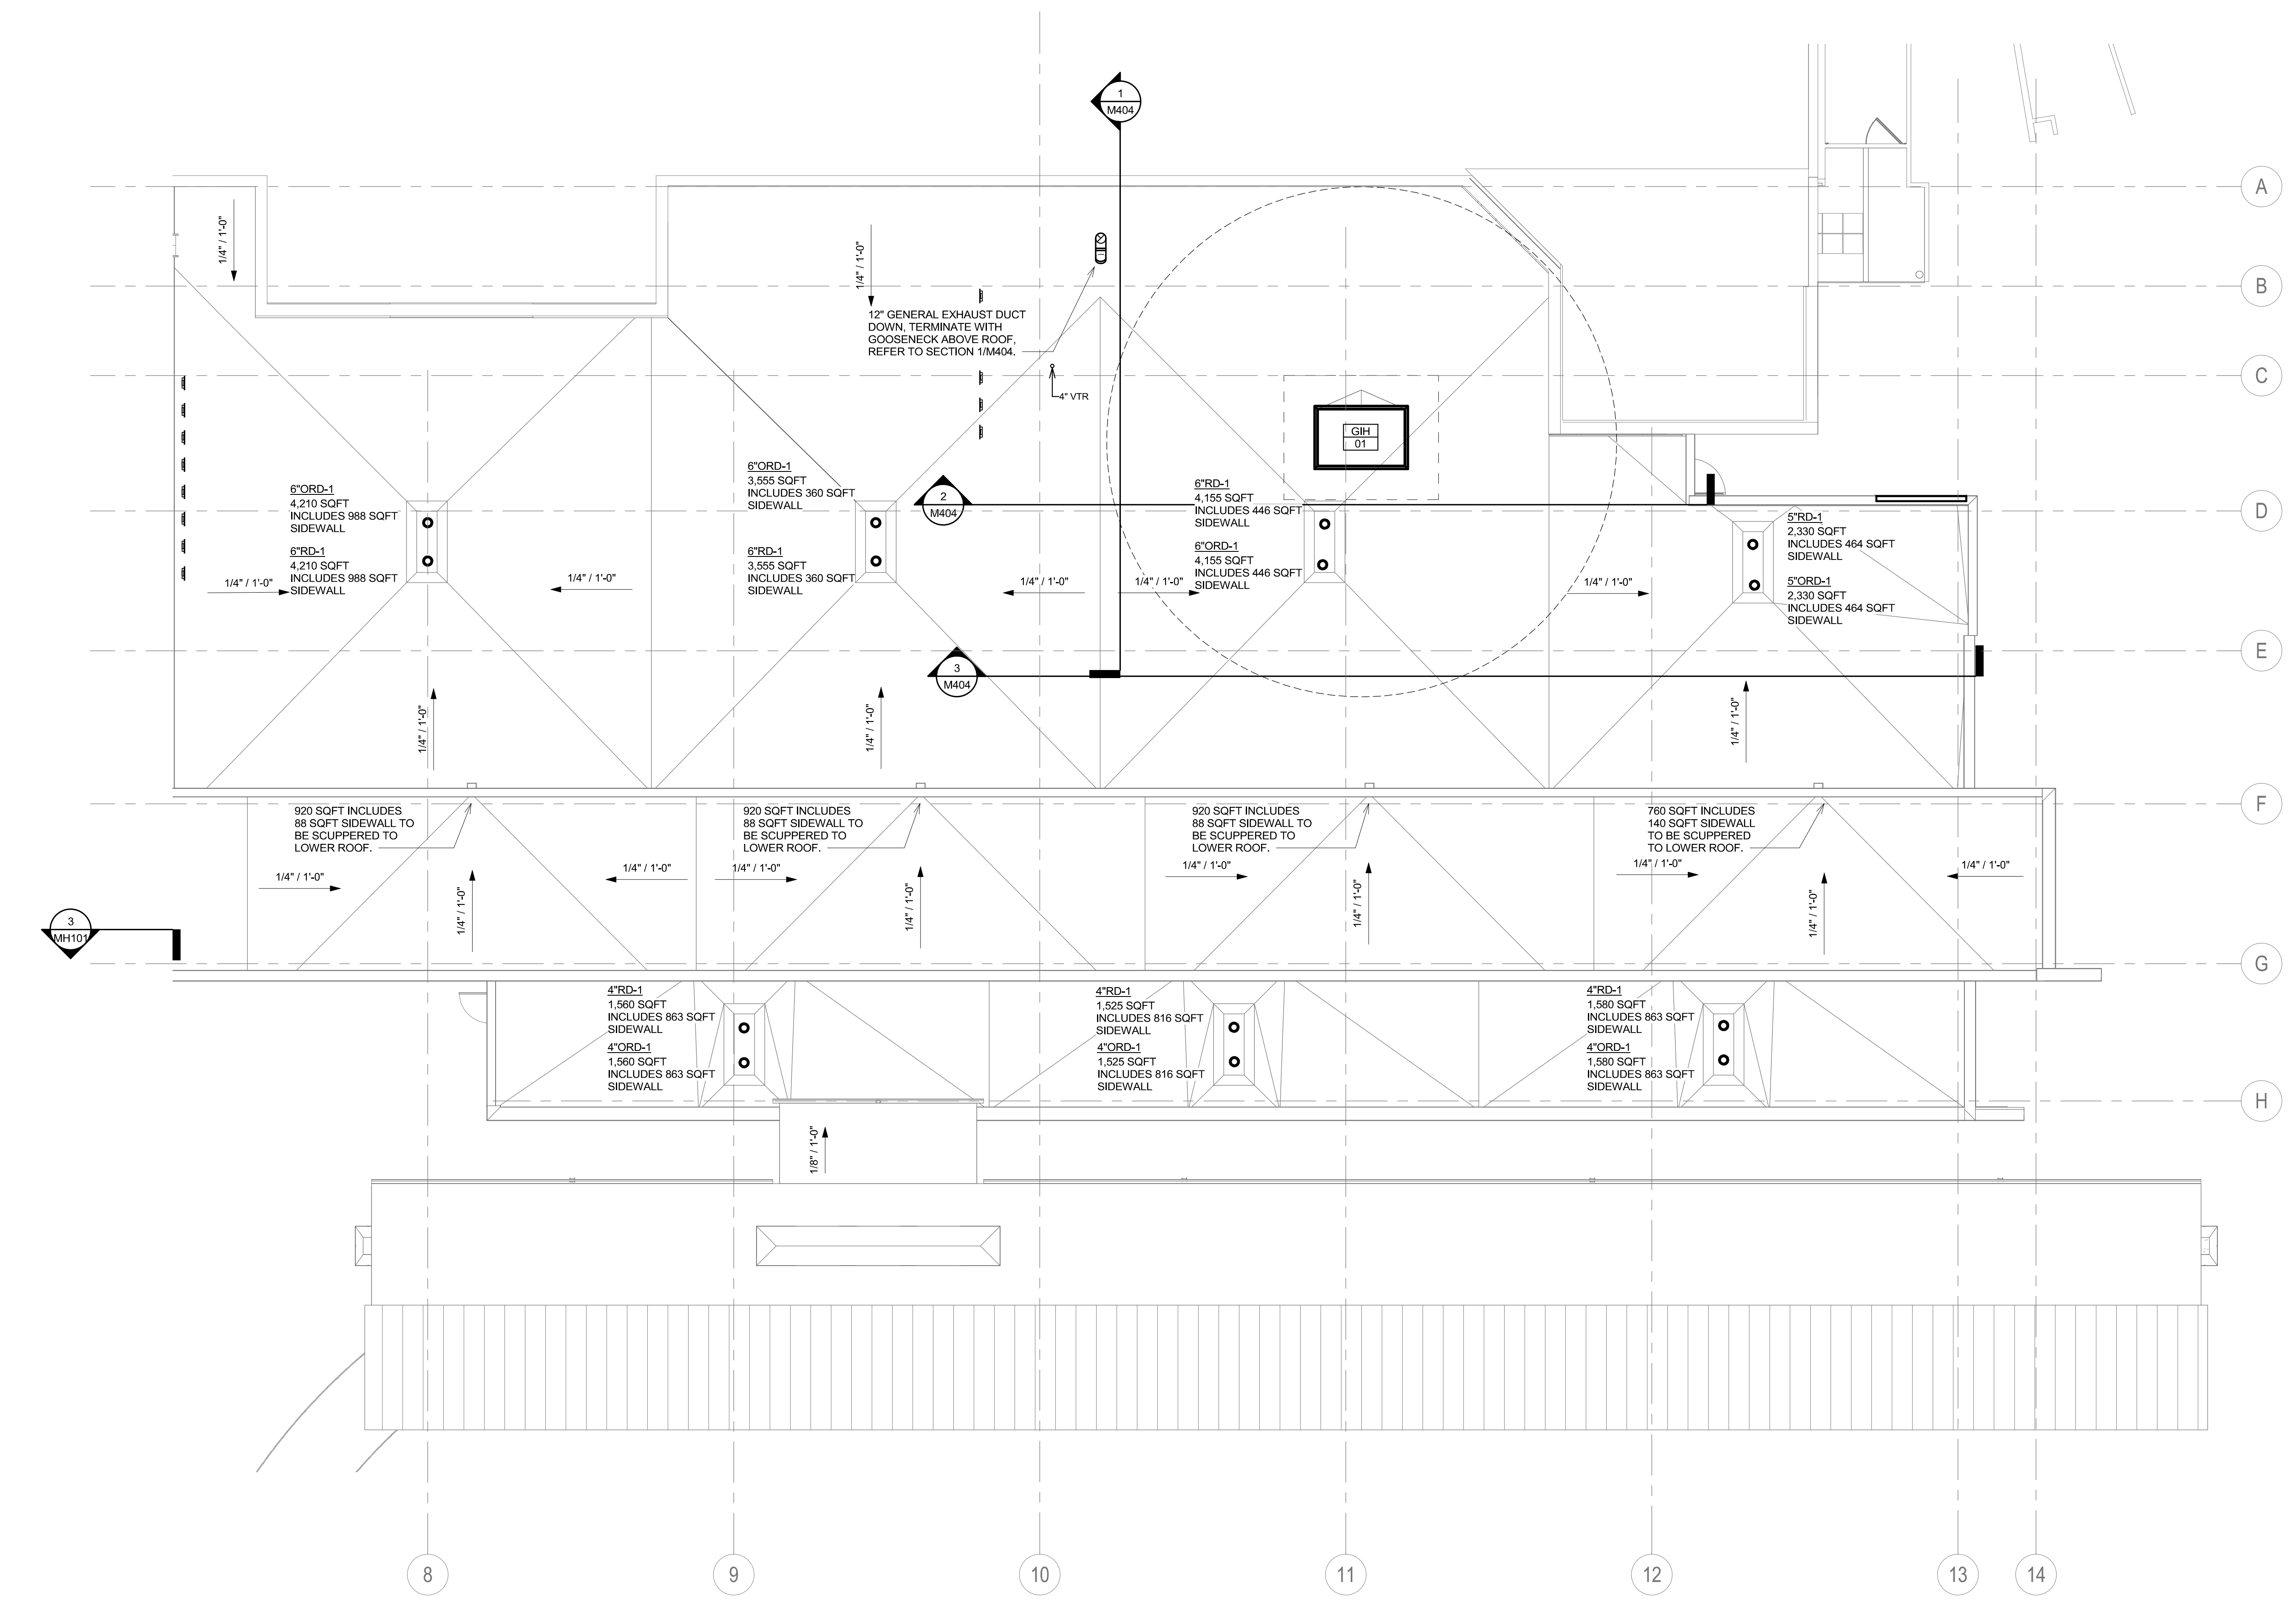 1
M404
A
1/4" / 1'-0"
1/4" / 1'-0"
B
12" GENERAL EXHAUST DUCT
DOWN, TERMINATE WITH
GOOSENECK ABOVE ROOF,
REFER TO SECTION 1/M404.
C
4" VTR
GIH
01
6"ORD-1
4,210 SQFT
INCLUDES 988 SQFT
SIDEWALL
6"RD-1
4,210 SQFT
INCLUDES 988 SQFT
SIDEWALL
6"ORD-1
3,555 SQFT
INCLUDES 360 SQFT
SIDEWALL
6"RD-1
3,555 SQFT
INCLUDES 360 SQFT
SIDEWALL
2
M404
6"RD-1
4,155 SQFT
INCLUDES 446 SQFT
SIDEWALL
6"ORD-1
4,155 SQFT
INCLUDES 446 SQFT
SIDEWALL
5"RD-1
2,330 SQFT
INCLUDES 464 SQFT
SIDEWALL
5"ORD-1
2,330 SQFT
INCLUDES 464 SQFT
SIDEWALL
D
1/4" / 1'-0"
1/4" / 1'-0"
1/4" / 1'-0"
1/4" / 1'-0"
1/4" / 1'-0"
E
3
M404
1/4" / 1'-0"
1/4" / 1'-0"
1/4" / 1'-0"
F
920 SQFT INCLUDES
88 SQFT SIDEWALL TO
BE SCUPPERED TO
LOWER ROOF.
920 SQFT INCLUDES
88 SQFT SIDEWALL TO
BE SCUPPERED TO
LOWER ROOF.
920 SQFT INCLUDES
88 SQFT SIDEWALL TO
BE SCUPPERED TO
LOWER ROOF.
760 SQFT INCLUDES
140 SQFT SIDEWALL
TO BE SCUPPERED
TO LOWER ROOF.
1/4" / 1'-0"
1/4" / 1'-0"
1/4" / 1'-0"
1/4" / 1'-0"
1/4" / 1'-0"
1/4" / 1'-0"
1/4" / 1'-0"
1/4" / 1'-0"
1/4" / 1'-0"
1/4" / 1'-0"
3
MH101
G
4"RD-1
1,560 SQFT
INCLUDES 863 SQFT
SIDEWALL
4"ORD-1
1,560 SQFT
INCLUDES 863 SQFT
SIDEWALL
4"RD-1
1,525 SQFT
INCLUDES 816 SQFT
SIDEWALL
4"ORD-1
1,525 SQFT
INCLUDES 816 SQFT
SIDEWALL
4"RD-1
1,580 SQFT
INCLUDES 863 SQFT
SIDEWALL
4"ORD-1
1,580 SQFT
INCLUDES 863 SQFT
SIDEWALL
H
1/8" / 1'-0"
8
9
10
11
12
13
14